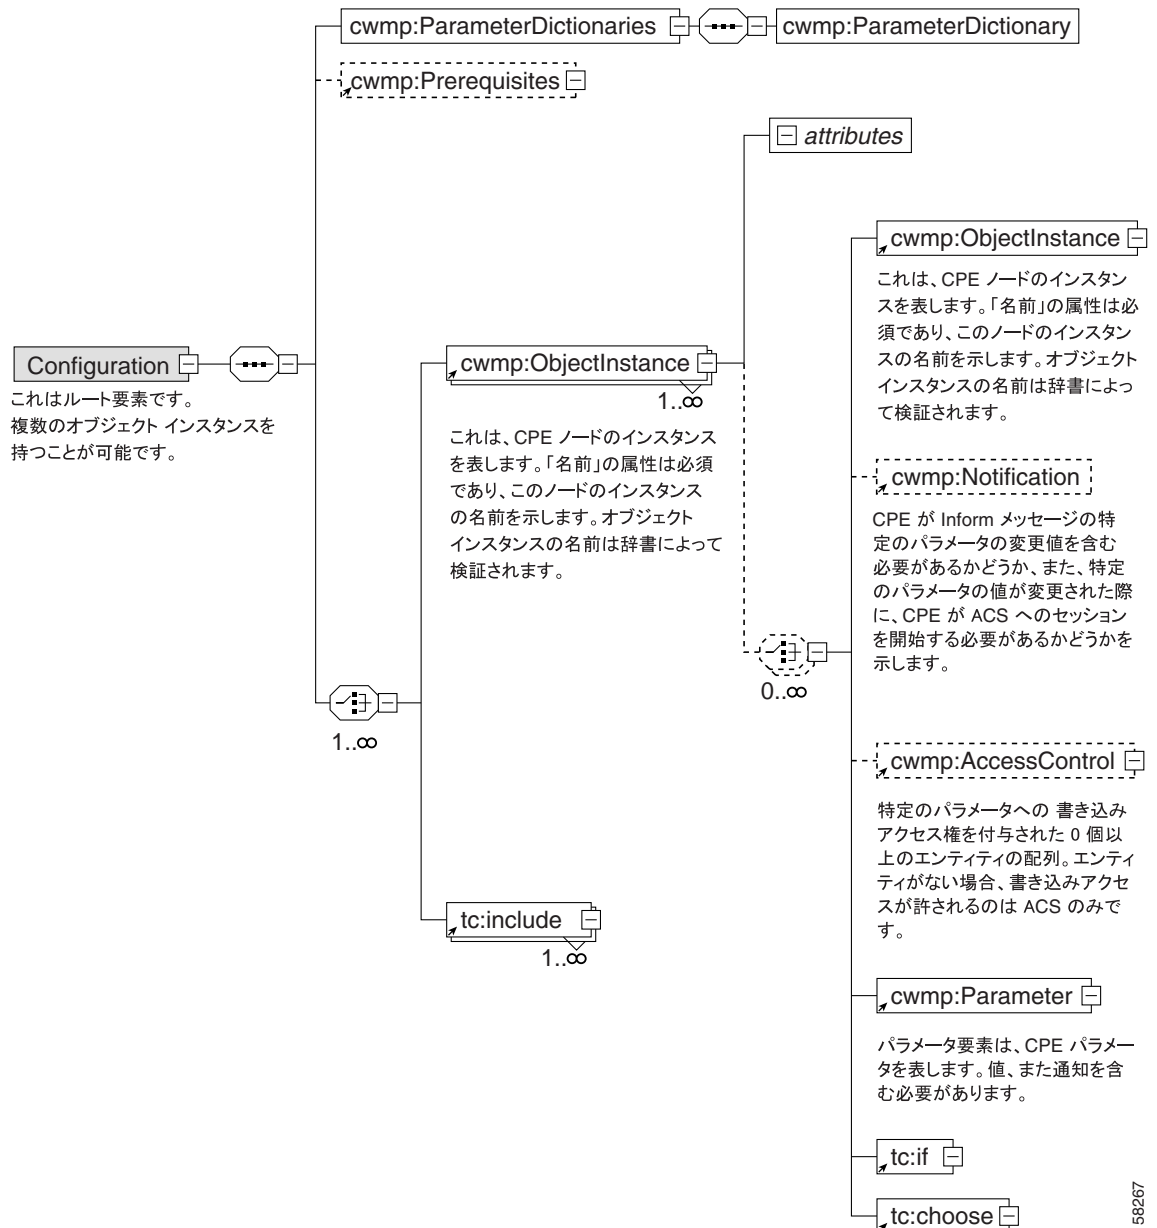 cwmp:ParameterDictionaries
cwmp:ParameterDictionary
cwmp:Prerequisites
attributes
cwmp:ObjectInstance
これは、CPE ノードのインスタン
スを表します。「名前」の属性は必
須であり、このノードのインスタン
スの名前を示します。オブジェクト
インスタンスの名前は辞書によっ
て検証されます。
Configuration
これはルート要素です。
複数のオブジェクト インスタンスを
持つことが可能です。
cwmp:ObjectInstance
1..∞
これは、CPE ノードのインスタンス
を表します。「名前」の属性は必須
であり、このノードのインスタンス
の名前を示します。オブジェクト
インスタンスの名前は辞書によって
検証されます。
cwmp:Notification
CPE が Inform メッセージの特
定のパラメータの変更値を含む
必要があるかどうか、また、特定
のパラメータの値が変更された際
に、CPE が ACS へのセッション
を開始する必要があるかどうかを
示します。
0..∞
1..∞
cwmp:AccessControl
特定のパラメータへの 書き込み
アクセス権を付与された 0 個以
上のエンティティの配列。エンティ
ティがない場合、書き込みアクセ
スが許されるのは ACS のみで
す。
tc:include
1..∞
cwmp:Parameter
パラメータ要素は、CPE パラメー
タを表します。値、また通知を含
む必要があります。
tc:if
tc:choose
58267